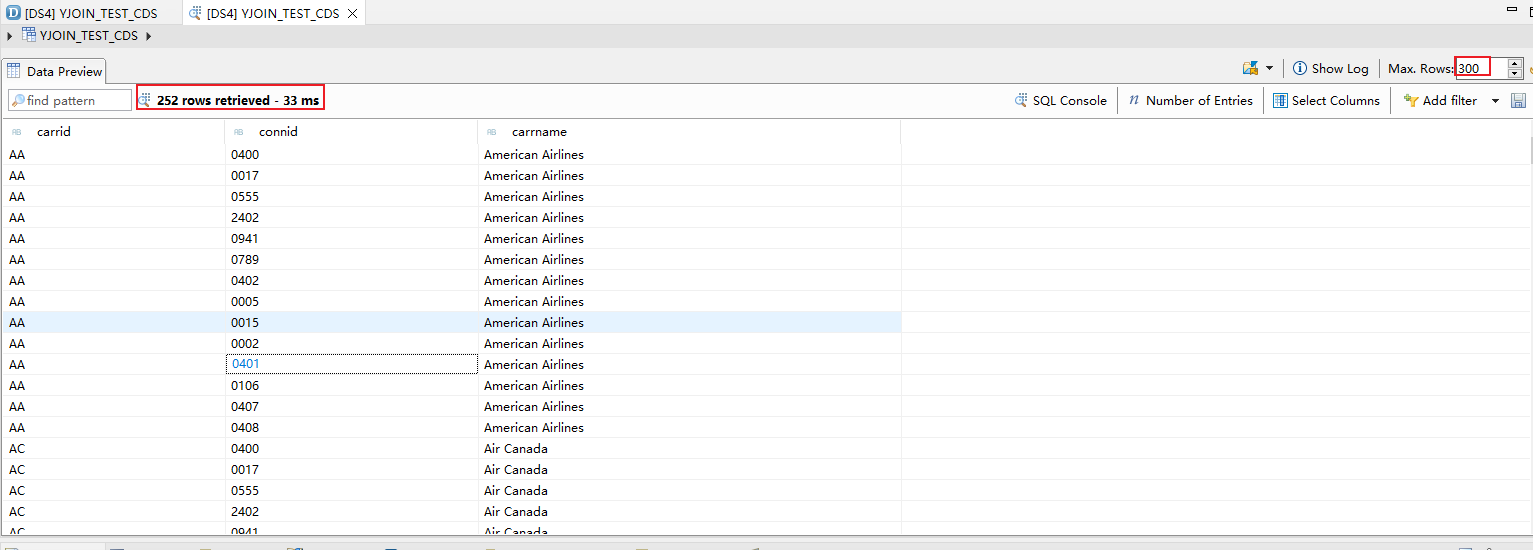 [DS4] YJOIN_TEST_CDS [DS4] YJOIN_TEST_CDS
YJOIN_TEST_CDS
Data Preview Show Log Max. Rows: 300
find pattern 252 rows retrieved - 33 ms SQL Console Number of Entries Select Columns Add filter
carrid connid carrname
AA 0400 American Airlines
AA 0017 American Airlines
AA 0555 American Airlines
AA 2402 American Airlines
AA 0941 American Airlines
AA 0789 American Airlines
AA 0402 American Airlines
AA 0005 American Airlines
AA 0015 American Airlines
AA 0002 American Airlines
AA 0401 American Airlines
AA 0106 American Airlines
AA 0407 American Airlines
AA 0408 American Airlines
AC 0400 Air Canada
AC 0017 Air Canada
AC 0555 Air Canada
AC 2402 Air Canada
AC 0941 Air Canada